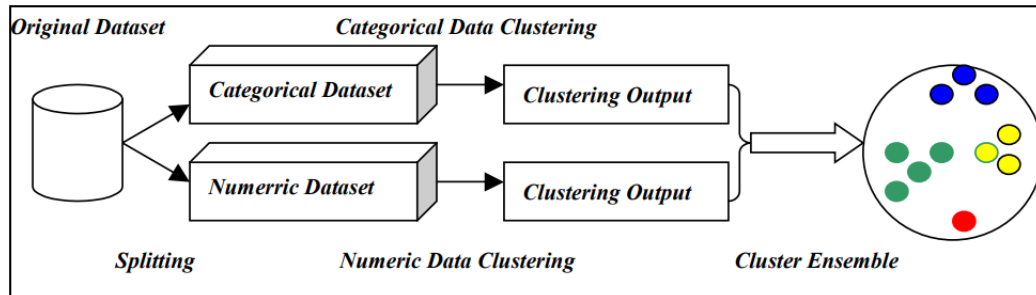 Original Dataset
Categorical Data Clustering
Categorical Dataset
Clustering Output
Numerric Dataset
Clustering Output
Splitting
Numeric Data Clustering
Cluster Ensemble